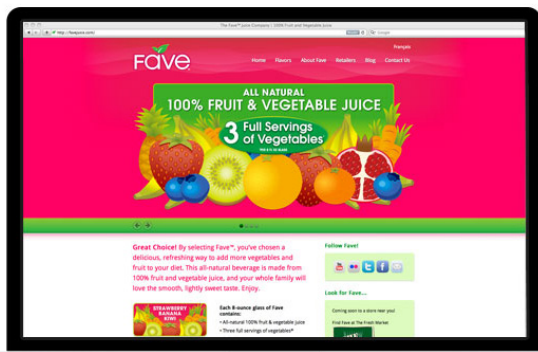 The Fave™ Juice Company | 100% Fruit and Vegetable Juice
Google
Français
Fave
Home Flavors About Fave Retailers Blog Contact Us
ALL NATURAL
100% FRUIT & VEGETABLE JUICE
3 Full Servings
of Vegetables
Great Choice! By selecting Fave™, you've chosen a
delicious, refreshing way to add more vegetables and
fruit to your diet. This all-natural beverage is made from
100% fruit and vegetable juice, and your whole family will
love the smooth, lightly sweet taste. Enjoy.
STRAWBERRY
BANANA
KIWI
Each 8-ounce glass of Fave
contains:
• All-natural 100% fruit & vegetable juice
• Three full servings of vegetables*
Follow Fave!
Look for Fave...
Coming soon to a store near you!
Find Fave at The Fresh Market